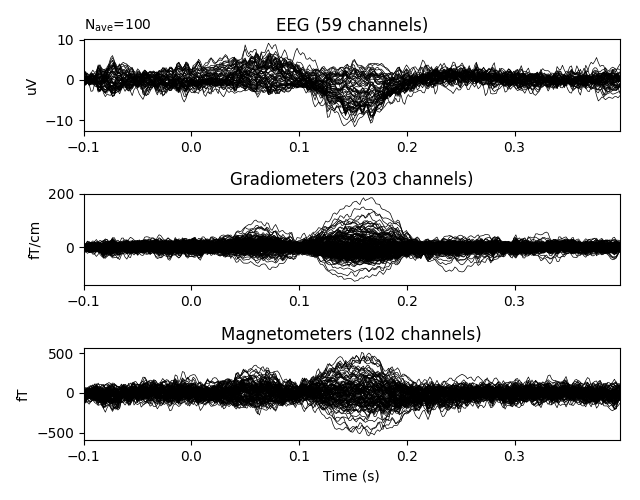 N_ave=100
EEG (59 channels)
10
0
−10
uV
−0.1 0.0 0.1 0.2 0.3
Gradiometers (203 channels)
200
0
fT/cm
−0.1 0.0 0.1 0.2 0.3
Magnetometers (102 channels)
500
0
−500
fT
−0.1 0.0 0.1 0.2 0.3
Time (s)